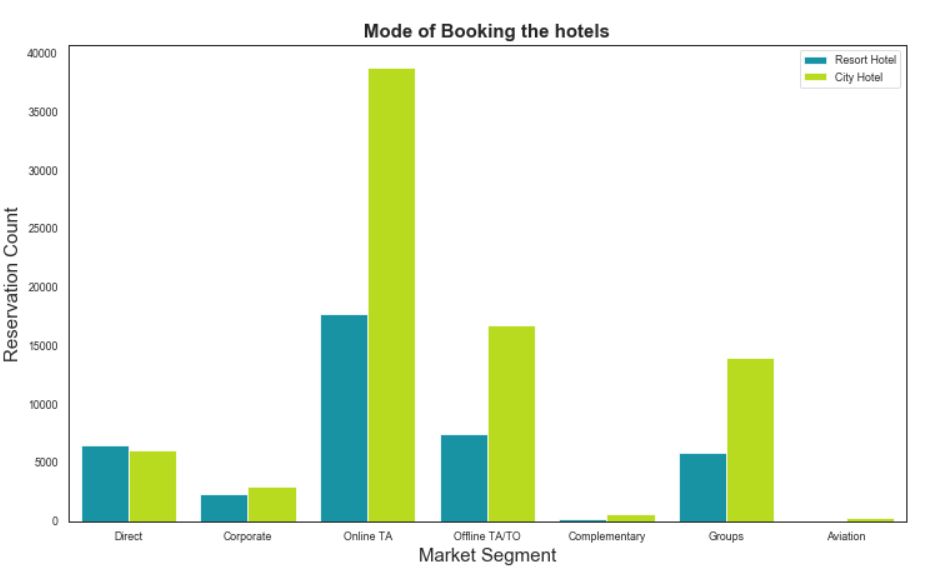 Mode of Booking the hotels
Resort Hotel
City Hotel
Reservation Count
40000
35000
30000
25000
20000
15000
10000
5000
0
Direct Corporate Online TA Offline TA/TO Complementary Groups Aviation
Market Segment